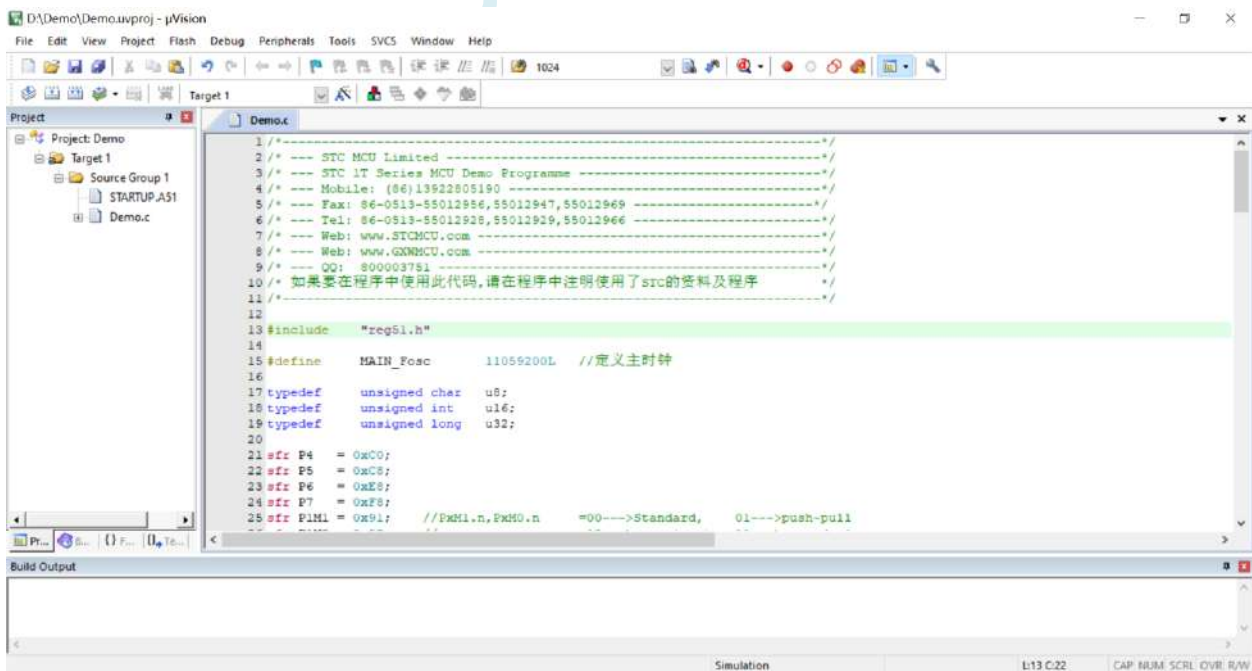 D:\Demo\Demo.uvproj - µVision
File Edit View Project Flash Debug Peripherals Tools SVCS Window Help
1024
Target 1
Project
Demo.c
Project: Demo
Target 1
Source Group 1
STARTUP.A51
Demo.c
1 /*---------------------------------------------------------------------*/
2 /* --- STC MCU Limited ------------------------------------------------*/
3 /* --- STC 1T Series MCU Demo Programme -------------------------------*/
4 /* --- Mobile: (86)13922805190 ----------------------------------------*/
5 /* --- Fax: 86-0513-55012956,55012947,55012969 ------------------------*/
6 /* --- Tel: 86-0513-55012928,55012929,55012966 ------------------------*/
7 /* --- Web: www.STCMCU.com --------------------------------------------*/
8 /* --- Web: www.GXWMCU.com --------------------------------------------*/
9 /* --- QQ: 800003751 --------------------------------------------------*/
10 /* 如果要在程序中使用此代码,请在程序中注明使用了STC的资料及程序 */
11 /*---------------------------------------------------------------------*/
12
13 #include "reg51.h"
14
15 #define MAIN_Fosc 11059200L //定义主时钟
16
17 typedef unsigned char u8;
18 typedef unsigned int u16;
19 typedef unsigned long u32;
20
21 sfr P4 = 0xC0;
22 sfr P5 = 0xC8;
23 sfr P6 = 0xE8;
24 sfr P7 = 0xF8;
25 sfr P1M1 = 0x91; //PxM1.n,PxM0.n =00--->Standard, 01--->push-pull
Pr... {} F... Te...
Build Output
Simulation L:13 C:22 CAP NUM SCRL OVR R/W